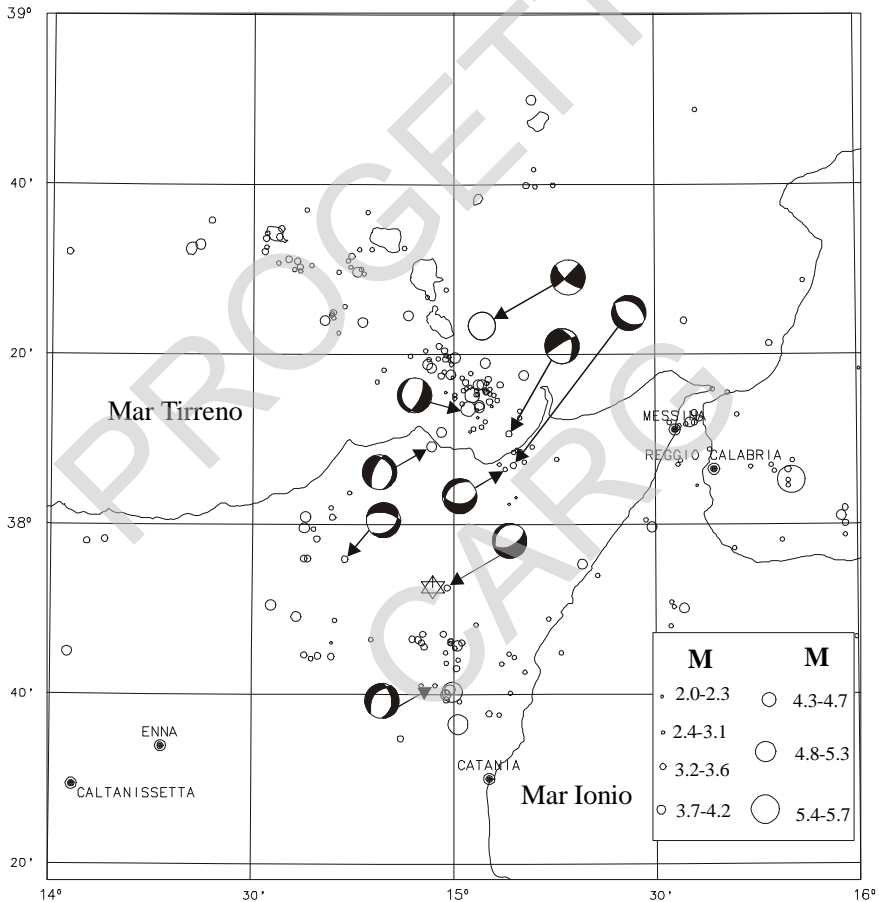 39°
40'
20'
38°
40'
20'
14°
30'
15°
30'
16°
PROGETTO
CARG
Mar Tirreno
MESSINA
REGGIO CALABRIA
ENNA
CALTANISSETTA
CATANIA
Mar Ionio
M M
2.0-2.3
2.4-3.1
3.2-3.6
3.7-4.2
4.3-4.7
4.8-5.3
5.4-5.7